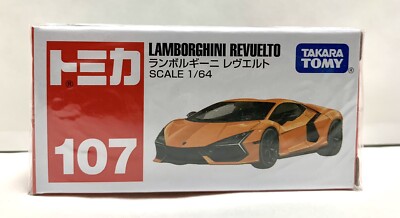 トミカ
107
LAMBORGHINI REVUELTO
ランボルギーニ レヴエルト
SCALE 1/64
TAKARA
TOMY